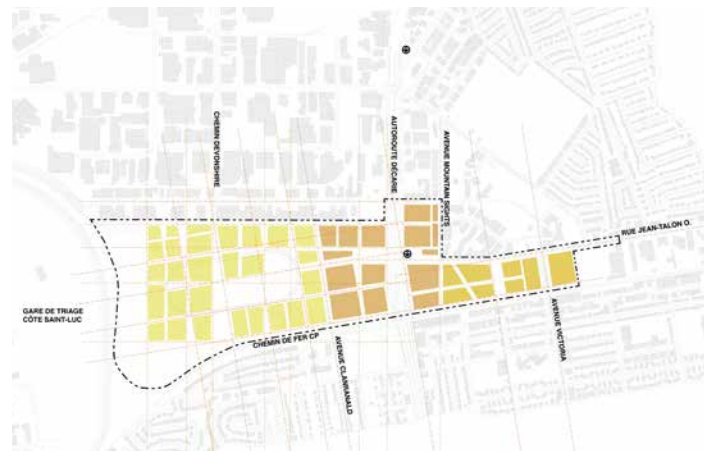 CHEMIN DEVONSHIRE
AUTOROUTE DÉCARIE
AVENUE MOUNTAIN SIGHTS
RUE JEAN-TALON O.
GARE DE TRIAGE
CÔTE SAINT-LUC
CHEMIN DE FER CP
AVENUE CLANRANALD
AVENUE VICTORIA